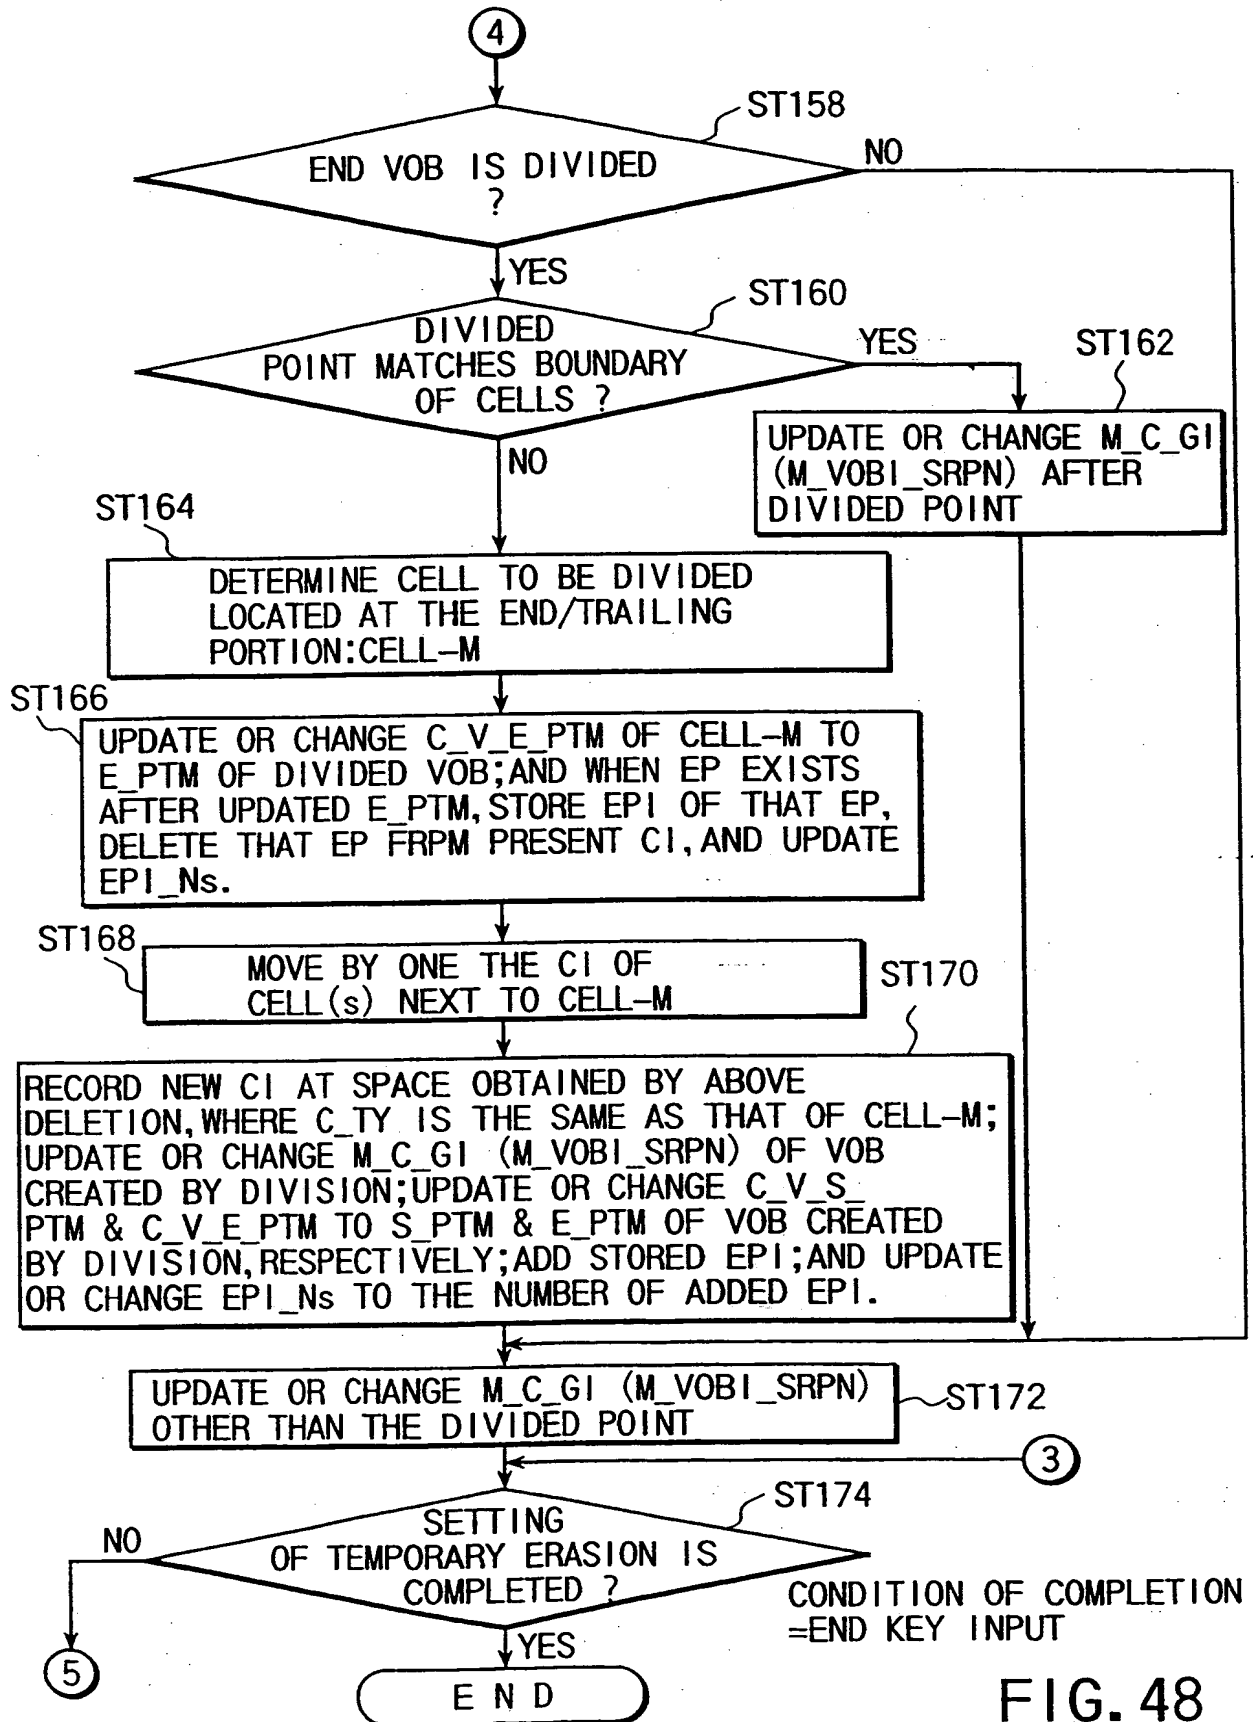 4
ST158
END VOB IS DIVIDED
?
NO
YES
ST160
DIVIDED
POINT MATCHES BOUNDARY
OF CELLS ?
YES
ST162
UPDATE OR CHANGE M_C_GI
(M_VOBI_SRPN) AFTER
DIVIDED POINT
NO
ST164
DETERMINE CELL TO BE DIVIDED
LOCATED AT THE END/TRAILING
PORTION:CELL-M
ST166
UPDATE OR CHANGE C_V_E_PTM OF CELL-M TO
E_PTM OF DIVIDED VOB;AND WHEN EP EXISTS
AFTER UPDATED E_PTM,STORE EPI OF THAT EP,
DELETE THAT EP FRPM PRESENT CI,AND UPDATE
EPI_Ns.
ST168
MOVE BY ONE THE CI OF
CELL(s) NEXT TO CELL-M
ST170
RECORD NEW CI AT SPACE OBTAINED BY ABOVE
DELETION,WHERE C_TY IS THE SAME AS THAT OF CELL-M;
UPDATE OR CHANGE M_C_GI (M_VOBI_SRPN) OF VOB
CREATED BY DIVISION;UPDATE OR CHANGE C_V_S_
PTM & C_V_E_PTM TO S_PTM & E_PTM OF VOB CREATED
BY DIVISION,RESPECTIVELY;ADD STORED EPI;AND UPDATE
OR CHANGE EPI_Ns TO THE NUMBER OF ADDED EPI.
UPDATE OR CHANGE M_C_GI (M_VOBI_SRPN)
OTHER THAN THE DIVIDED POINT
ST172
3
ST174
SETTING
OF TEMPORARY ERASION IS
COMPLETED ?
NO
CONDITION OF COMPLETION
=END KEY INPUT
5
YES
END
FIG. 48